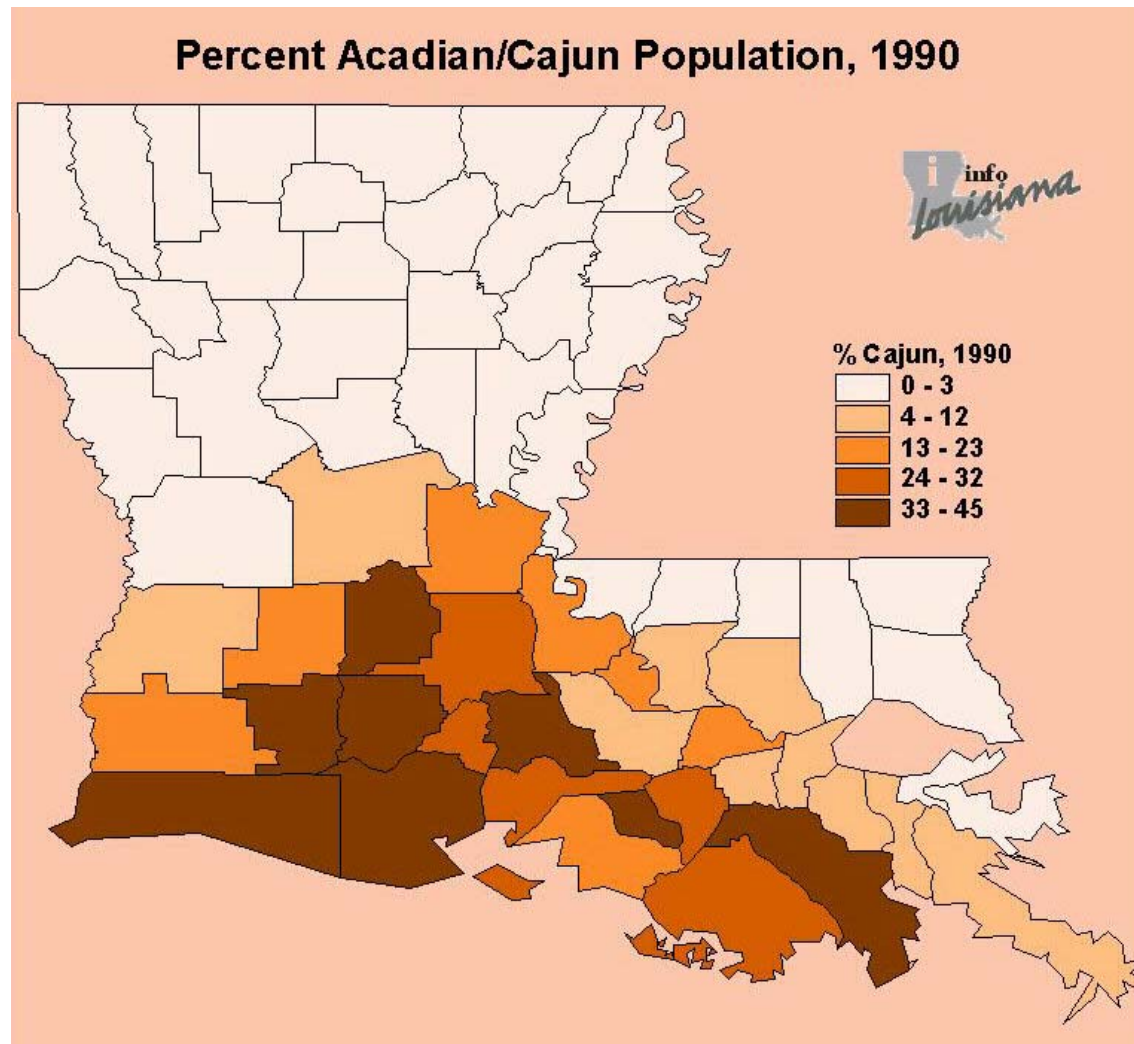 Percent Acadian/Cajun Population, 1990
i info
Louisiana
% Cajun, 1990
0 - 3
4 - 12
13 - 23
24 - 32
33 - 45